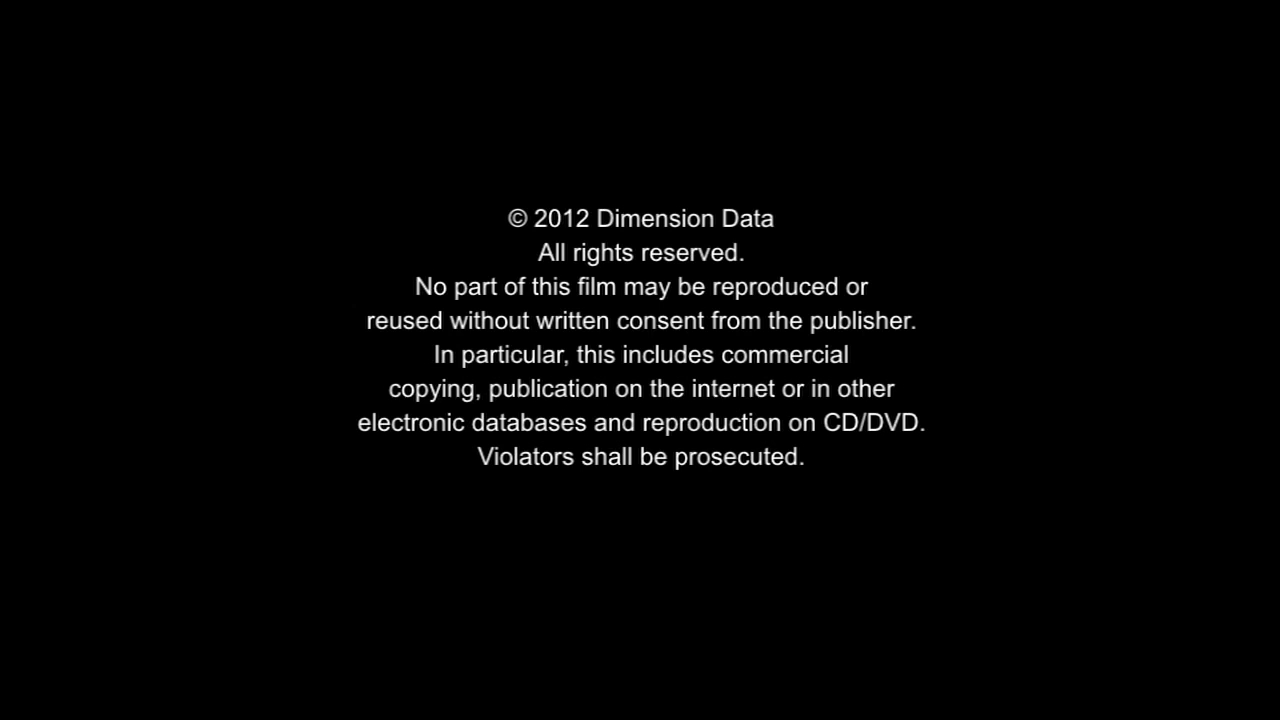 © 2012 Dimension Data
All rights reserved.
No part of this film may be reproduced or
reused without written consent from the publisher.
In particular, this includes commercial
copying, publication on the internet or in other
electronic databases and reproduction on CD/DVD.
Violators shall be prosecuted.